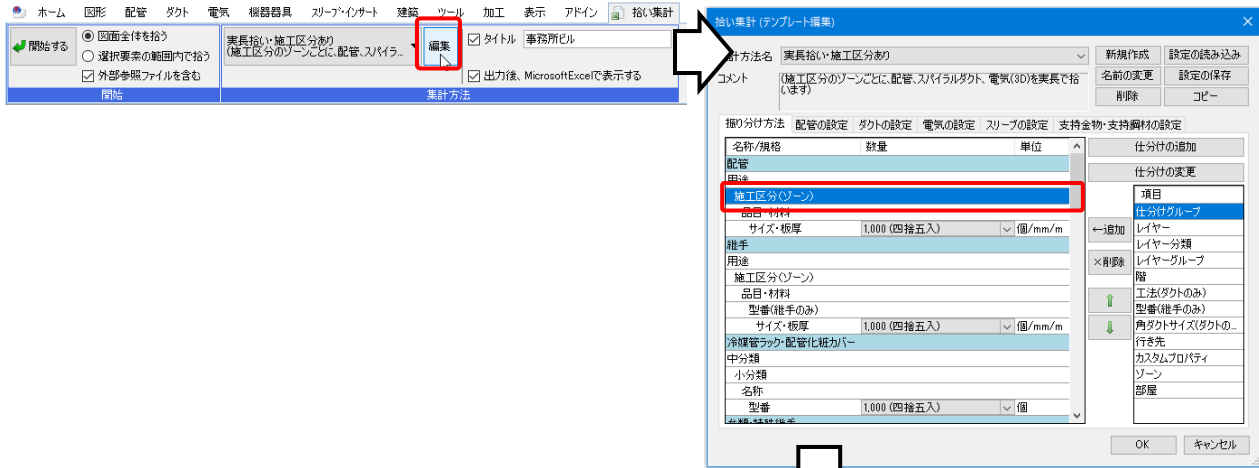 ホーム 図形 配管 ダクト 電気 機器器具 スリーブ・インサート 建築 ツール 加工 表示 アドイン 拾い集計
開始する
図面全体を拾う
選択要素の範囲内で拾う
外部参照ファイルを含む
開始
実長拾い・施工区分あり
(施工区分のゾーンごとに、配管、スパイラ...
編集
タイトル 事務所ビル
出力後、MicrosoftExcelで表示する
集計方法
拾い集計 (テンプレート編集)
計方法名 実長拾い・施工区分あり
コメント (施工区分のゾーンごとに、配管、スパイラルダクト、電気(3D)を実長で拾
います)
新規作成 設定の読み込み
名前の変更 設定の保存
削除 コピー
振り分け方法 配管の設定 ダクトの設定 電気の設定 スリーブの設定 支持金物・支持鋼材の設定
名称/規格 数量 単位
配管
用途
施工区分(ゾーン)
品目・材料
サイズ・板厚 1,000 (四捨五入) 個/mm/m
継手
用途
施工区分(ゾーン)
品目・材料
型番(継手のみ)
サイズ・板厚 1,000 (四捨五入) 個/mm/m
冷媒管ラック・配管化粧カバー
中分類
小分類
名称
型番 1,000 (四捨五入) 個
仕分けの追加
仕分けの変更
←追加
×削除
項目
仕分けグループ
レイヤー
レイヤー分類
レイヤーグループ
階
工法(ダクトのみ)
型番(継手のみ)
角ダクトサイズ(ダクトの...
行き先
カスタムプロパティ
ゾーン
部屋
OK キャンセル